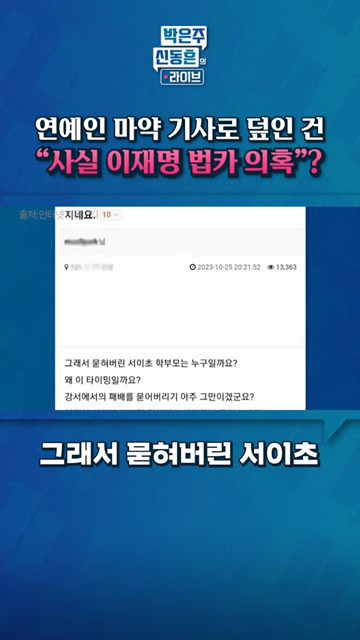 박은주
신동흔의
라이브
연예인 마약 기사로 덮인 건
“사실 이재명 법카 의혹”?
출처:인터넷
지네요. 10
님
2023-10-25 20:21:52 13,363
그래서 묻혀버린 서이초 학부모는 누구일까요?
왜 이 타이밍일까요?
강서에서의 패배를 묻어버리기 아주 그만이겠군요?
그래서 묻혀버린 서이초